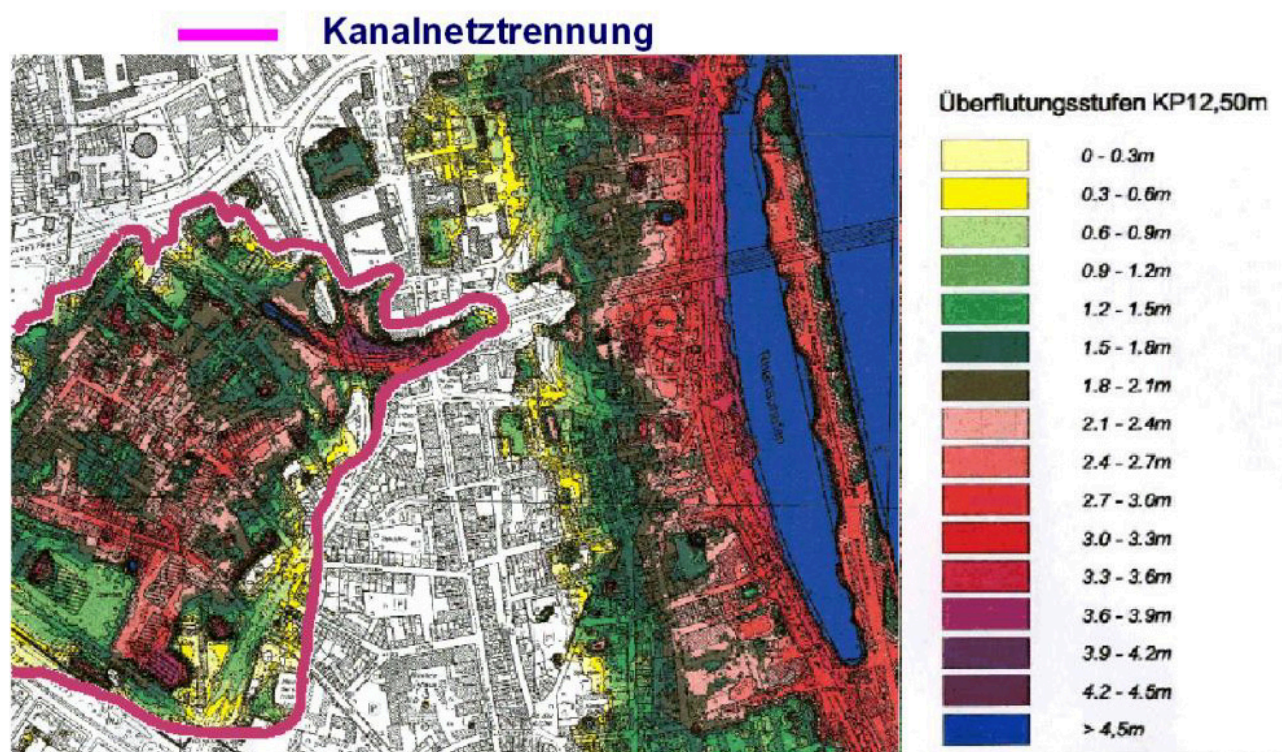 Kanalnetztrennung
Überflutungsstufen KP12,50m
0 - 0.3m
0.3 - 0.6m
0.6 - 0.9m
0.9 - 1.2m
1.2 - 1.5m
1.5 - 1.8m
1.8 - 2.1m
2.1 - 2.4m
2.4 - 2.7m
2.7 - 3.0m
3.0 - 3.3m
3.3 - 3.6m
3.6 - 3.9m
3.9 - 4.2m
4.2 - 4.5m
> 4,5m